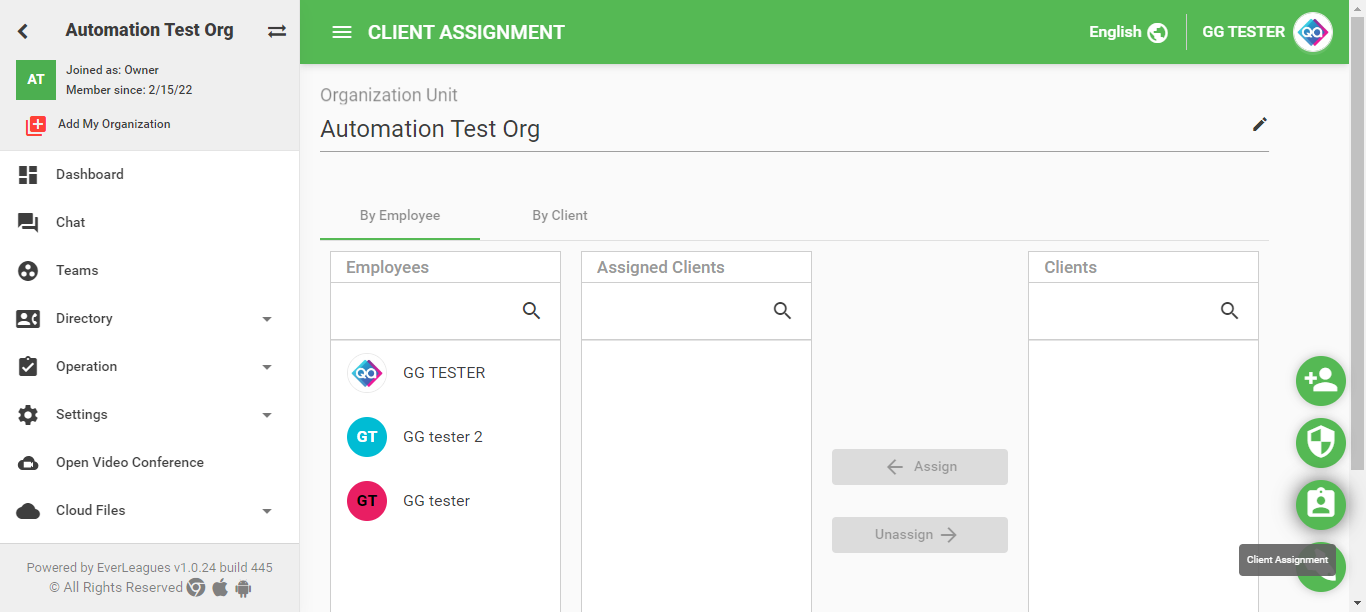 Automation Test Org
AT
Joined as: Owner
Member since: 2/15/22
Add My Organization
Dashboard
Chat
Teams
Directory
Operation
Settings
Open Video Conference
Cloud Files
Powered by EverLeagues v1.0.24 build 445
© All Rights Reserved
CLIENT ASSIGNMENT
English
GG TESTER
QA
Organization Unit
Automation Test Org
By Employee
By Client
Employees
QA
GG TESTER
GT
GG tester 2
GT
GG tester
Assigned Clients
Assign
Unassign
Clients
Client Assignment